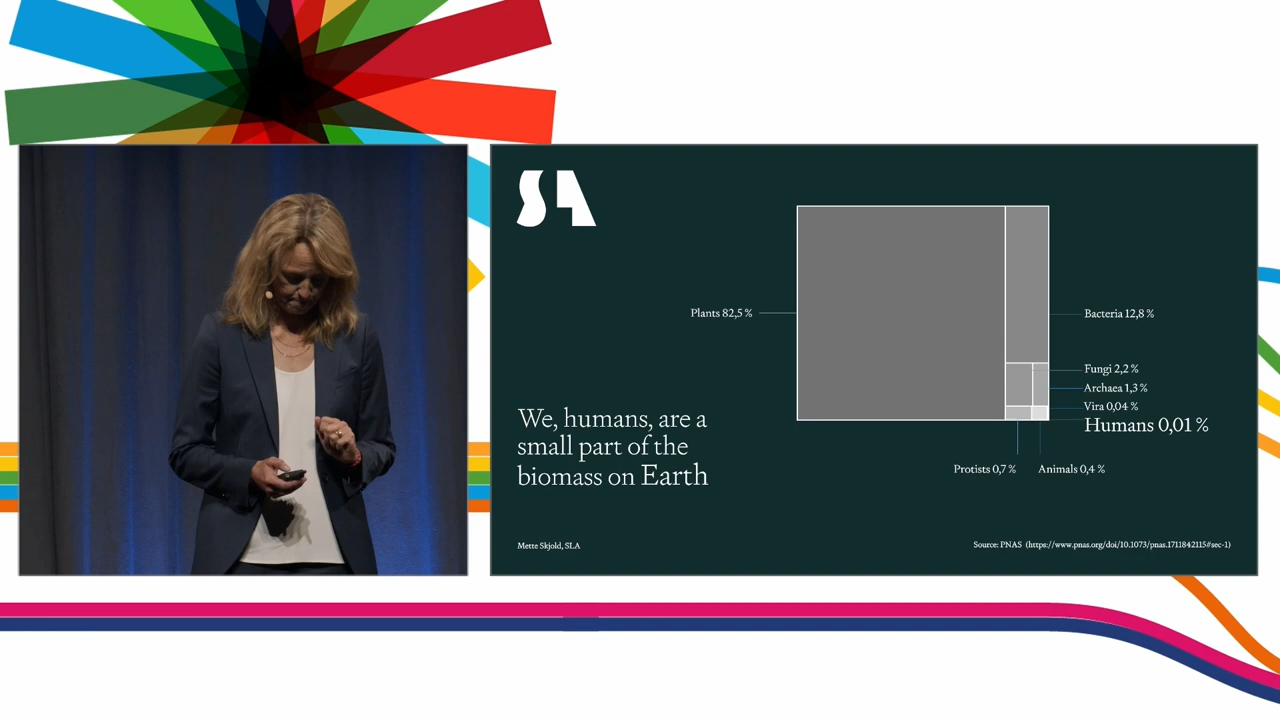 SLA
Plants 82,5 %
Bacteria 12,8 %
Fungi 2,2 %
Archaea 1,3 %
Vira 0,04 %
Humans 0,01 %
Protists 0,7 %
Animals 0,4 %
We, humans, are a
small part of the
biomass on Earth
Mette Skjold, SLA
Source: PNAS (https://www.pnas.org/doi/10.1073/pnas.1711842115#sec-1)